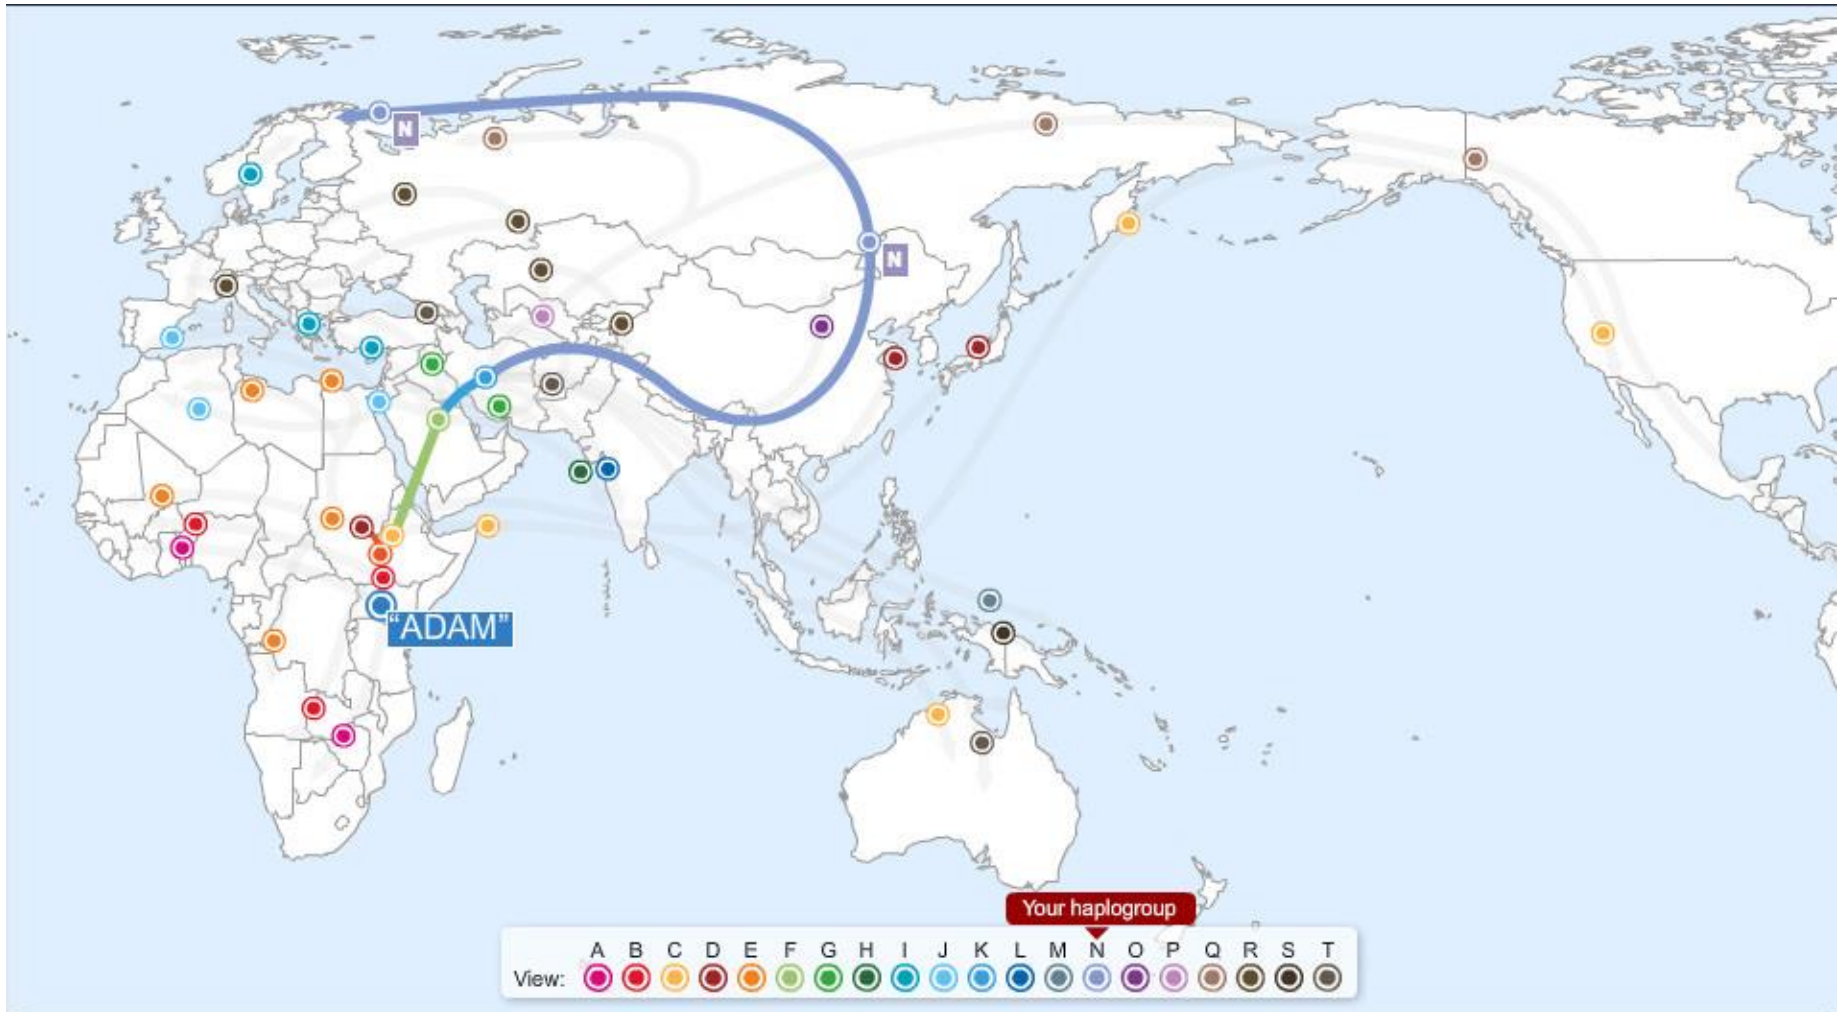 N
N
“ADAM”
Your haplogroup
A B C D E F G H I J K L M N O P Q R S T
View: